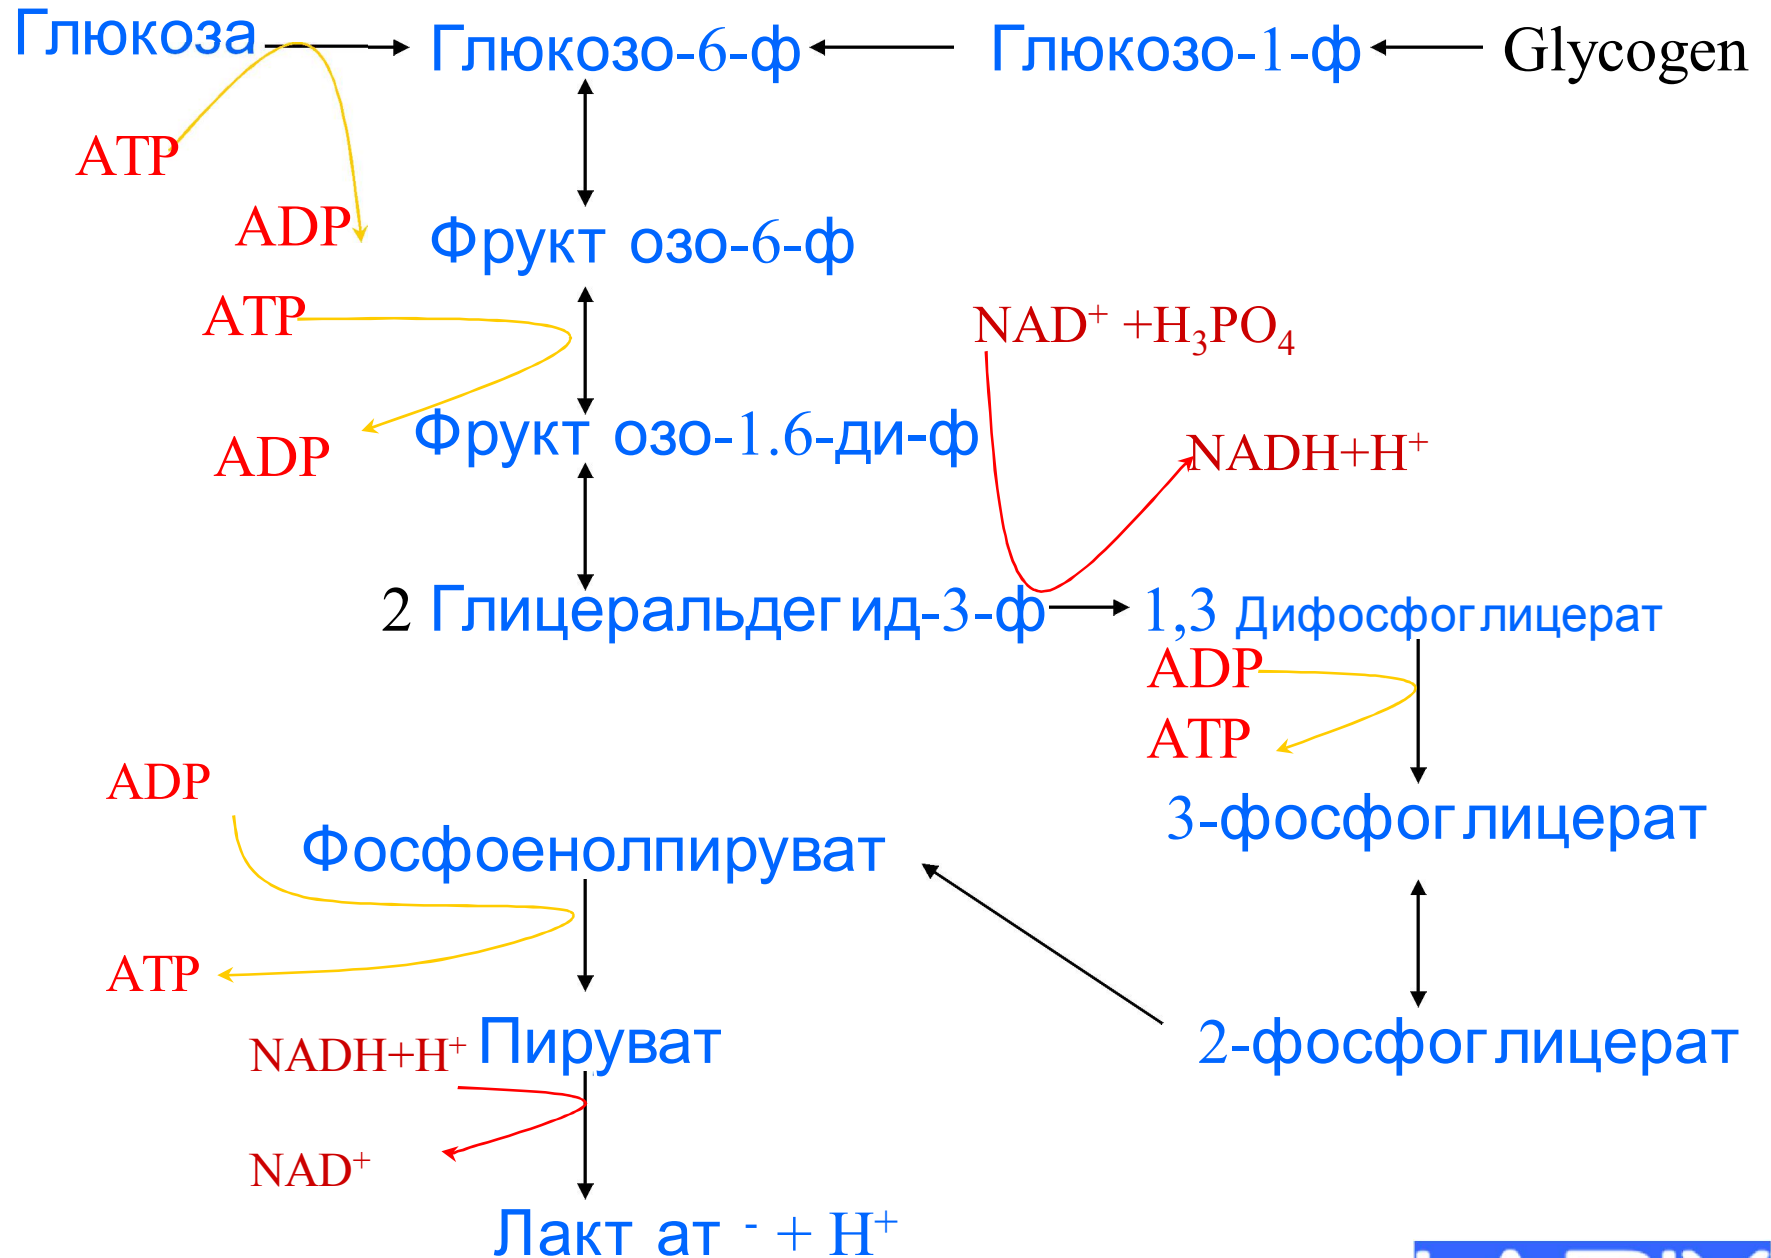 Глюкоза
Глюкозо-6-ф
Глюкозо-1-ф
Glycogen
ATP
ADP
Фрукт озо-6-ф
ATP
NAD⁺ +H₃PO₄
ADP
Фрукт озо-1.6-ди-ф
NADH+H⁺
2 Глицеральдег ид-3-ф
1,3 Дифосфог лицерат
ADP
ATP
ADP
3-фосфог лицерат
Фосфоенолпируват
ATP
NADH+H⁺
Пируват
2-фосфог лицерат
NAD⁺
Лакт ат ⁻ + H⁺